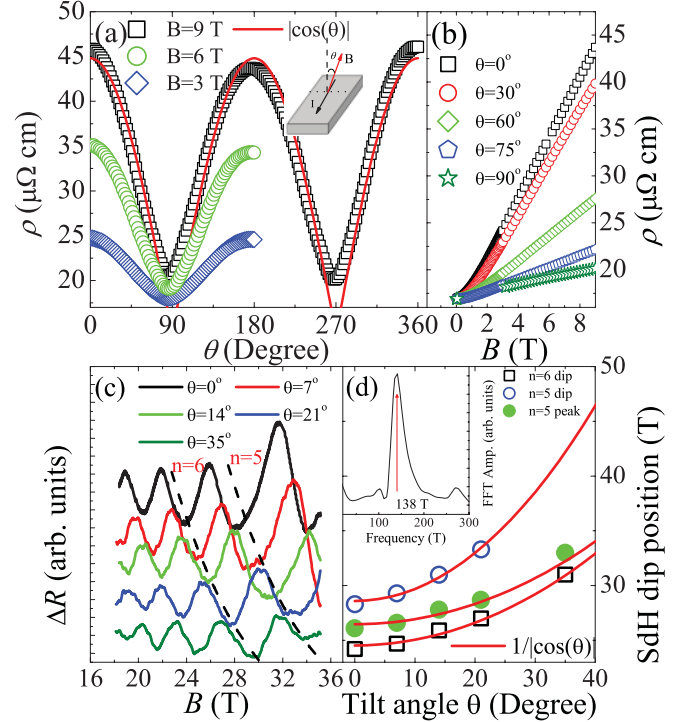 (a)
B=9 T
B=6 T
B=3 T
|cos(θ)|
θ
B
I
ρ (μΩ cm)
45
40
35
30
25
20
0
90
180
270
360
θ (Degree)
(b)
θ=0°
θ=30°
θ=60°
θ=75°
θ=90°
ρ (μΩ cm)
45
40
35
30
25
20
0
2
4
6
8
B (T)
(c)
θ=0°
θ=7°
θ=14°
θ=21°
θ=35°
n=6
n=5
ΔR (arb. units)
16
20
24
28
32
36
B (T)
(d)
n=6 dip
n=5 dip
n=5 peak
138 T
100
200
300
Frequency (T)
FFT Amp. (arb. units)
1/|cos(θ)|
SdH dip position (T)
50
40
30
0
10
20
30
40
Tilt angle θ (Degree)